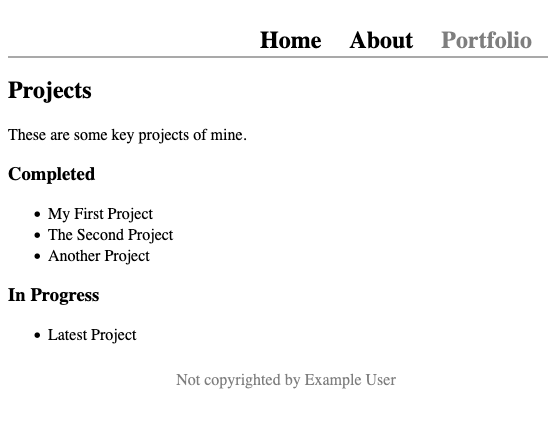 Home About Portfolio
Projects
These are some key projects of mine.
Completed
My First Project
The Second Project
Another Project
In Progress
Latest Project
Not copyrighted by Example User